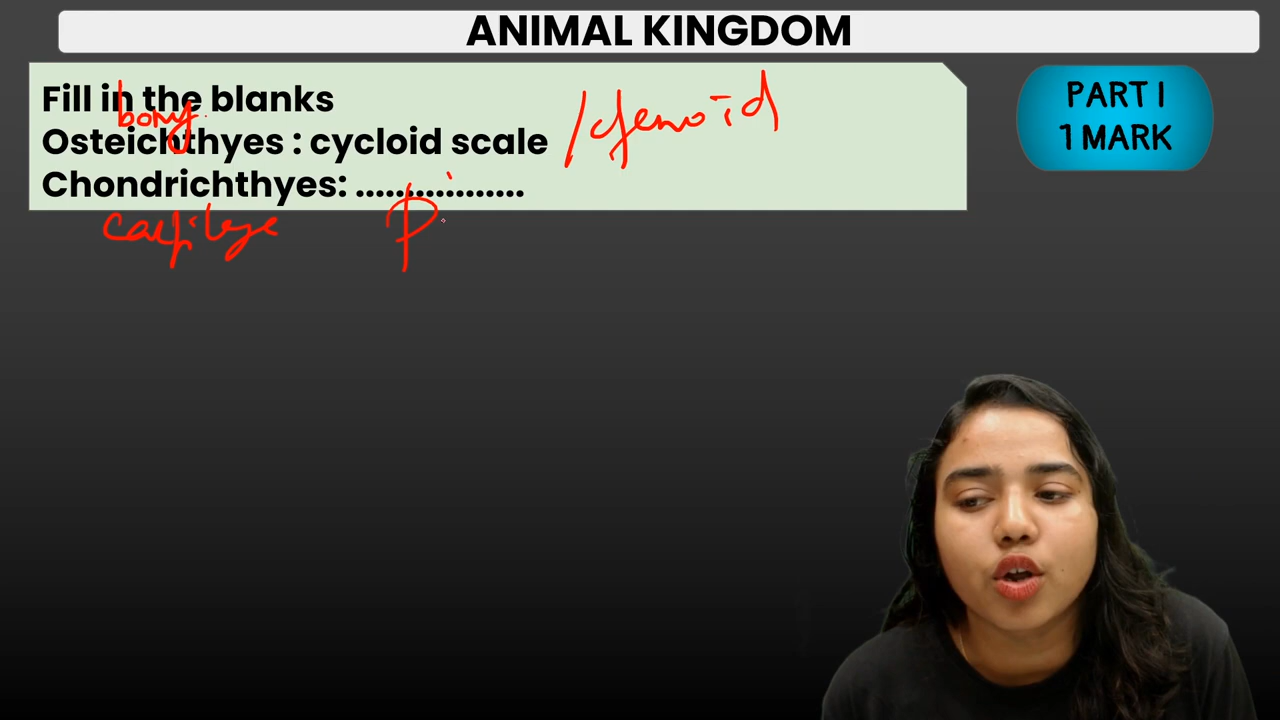 ANIMAL KINGDOM
Fill in the blanks
bony
Osteichthyes : cycloid scale /ctenoid
Chondrichthyes: ....................
cartilage P
PART I
1 MARK